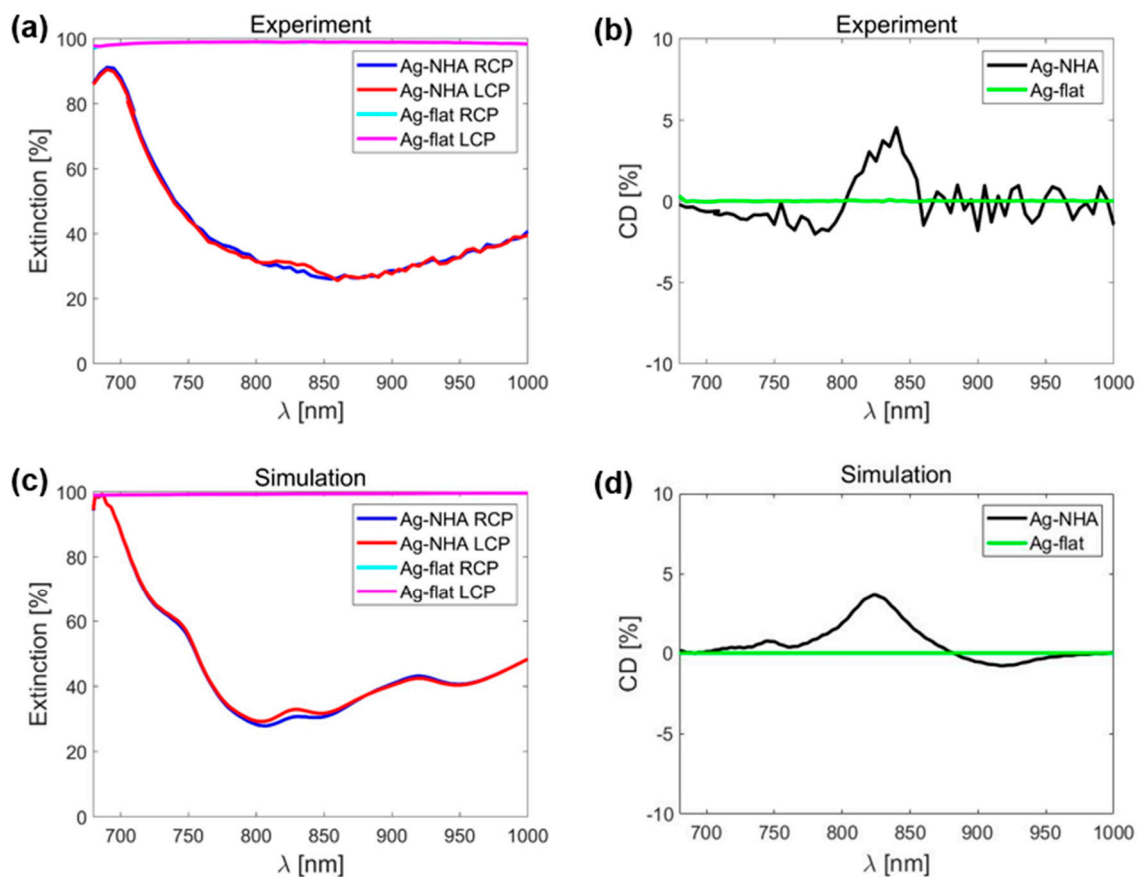 (a)
Experiment
Extinction [%]
100
80
60
40
20
0
Ag-NHA RCP
Ag-NHA LCP
Ag-flat RCP
Ag-flat LCP
700 750 800 850 900 950 1000
λ [nm]
(b)
Experiment
CD [%]
10
5
0
-5
-10
Ag-NHA
Ag-flat
700 750 800 850 900 950 1000
λ [nm]
(c)
Simulation
Extinction [%]
100
80
60
40
20
0
Ag-NHA RCP
Ag-NHA LCP
Ag-flat RCP
Ag-flat LCP
700 750 800 850 900 950 1000
λ [nm]
(d)
Simulation
CD [%]
10
5
0
-5
-10
Ag-NHA
Ag-flat
700 750 800 850 900 950 1000
λ [nm]